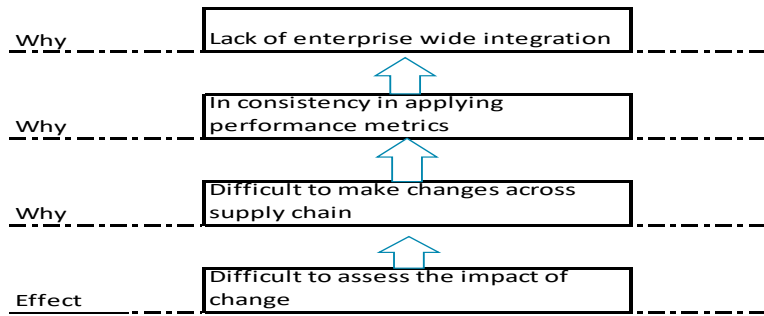 Why
Lack of enterprise wide integration
Why
In consistency in applying
performance metrics
Why
Difficult to make changes across
supply chain
Effect
Difficult to assess the impact of
change